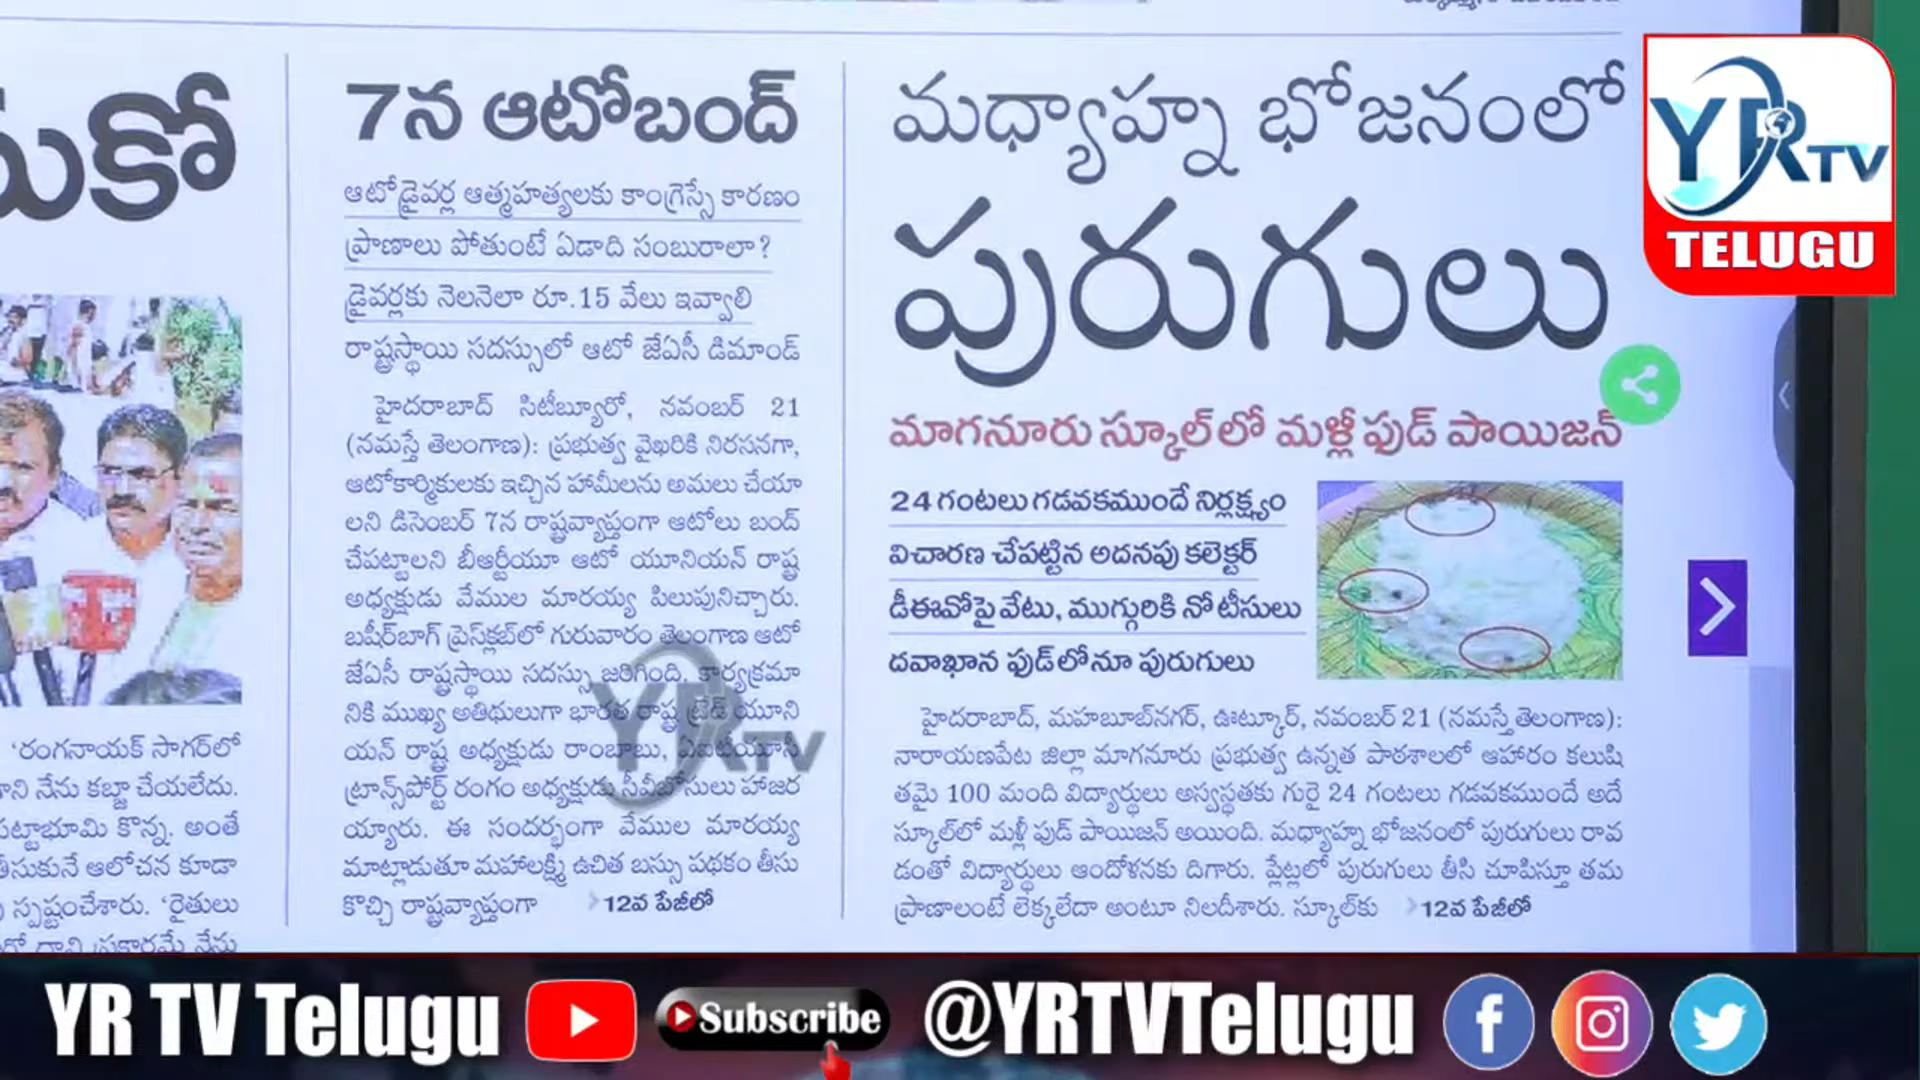 కో
'రంగనాయక్ సాగర్‌లో
నేను కబ్జా చేయలేదు.
పట్టాభూమి కొన్న. అంతే
తీసుకునే ఆలోచన కూడా
స్పష్టంచేశారు. 'రైతులు
7న ఆటోబంద్
ఆటోడ్రైవర్ల ఆత్మహత్యలకు కాంగ్రెస్సే కారణం
ప్రాణాలు పోతుంటే ఏడాది సంబురాలా?
డ్రైవర్లకు నెలనెలా రూ.15 వేలు ఇవ్వాలి
రాష్ట్రస్థాయి సదస్సులో ఆటో జేఏసీ డిమాండ్
హైదరాబాద్ సిటీబ్యూరో, నవంబర్ 21
(నమస్తే తెలంగాణ): ప్రభుత్వ వైఖరికి నిరసనగా,
ఆటోకార్మికులకు ఇచ్చిన హామీలను అమలు చేయా
లని డిసెంబర్ 7న రాష్ట్రవ్యాప్తంగా ఆటోలు బంద్
చేపట్టాలని బీఆర్టీయూ ఆటో యూనియన్ రాష్ట్ర
అధ్యక్షుడు వేముల మారయ్య పిలుపునిచ్చారు.
బషీర్‌బాగ్ ప్రెస్‌క్లబ్‌లో గురువారం తెలంగాణ ఆటో
జేఏసీ రాష్ట్రస్థాయి సదస్సు జరిగింది. కార్యక్రమా
నికి ముఖ్య అతిథులుగా భారత రాష్ట్ర ట్రేడ్ యూని
యన్ రాష్ట్ర అధ్యక్షుడు రాంబాబు, ఏఐటీయూసీ
ట్రాన్స్‌పోర్ట్ రంగం అధ్యక్షుడు సీవీబోసులు హాజర
య్యారు. ఈ సందర్భంగా వేముల మారయ్య
మాట్లాడుతూ మహాలక్ష్మి ఉచిత బస్సు పథకం తీసు
కొచ్చి రాష్ట్రవ్యాప్తంగా >12వ పేజీలో
మధ్యాహ్న భోజనంలో
పురుగులు
మాగనూరు స్కూల్‌లో మళ్లీ ఫుడ్ పాయిజన్
24 గంటలు గడవకముందే నిర్లక్ష్యం
విచారణ చేపట్టిన అదనపు కలెక్టర్
డీఈవోపై వేటు, ముగ్గురికి నోటీసులు
దవాఖాన ఫుడ్‌లోనూ పురుగులు
హైదరాబాద్, మహబూబ్‌నగర్, ఊట్కూర్, నవంబర్ 21 (నమస్తే తెలంగాణ):
నారాయణపేట జిల్లా మాగనూరు ప్రభుత్వ ఉన్నత పాఠశాలలో ఆహారం కలుషి
తమై 100 మంది విద్యార్థులు అస్వస్థతకు గురై 24 గంటలు గడవకముందే అదే
స్కూల్‌లో మళ్లీ ఫుడ్ పాయిజన్ అయింది. మధ్యాహ్న భోజనంలో పురుగులు రావ
డంతో విద్యార్థులు ఆందోళనకు దిగారు. ప్లేట్లలో పురుగులు తీసి చూపిస్తూ తమ
ప్రాణాలంటే లెక్కలేదా అంటూ నిలదీశారు. స్కూల్‌కు >12వ పేజీలో
YR TV
TELUGU
YR TV
YR TV Telugu
Subscribe
@YRTVTelugu